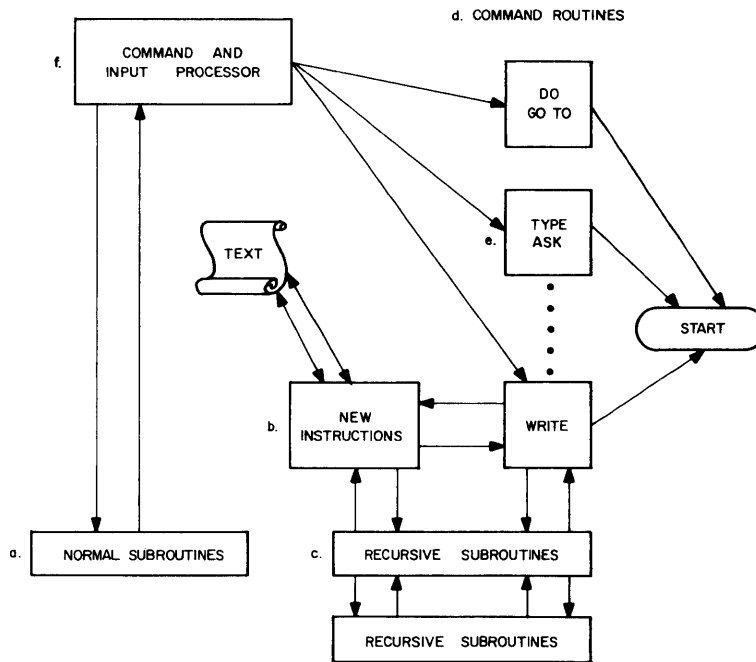 d. COMMAND ROUTINES
f.
COMMAND AND
INPUT PROCESSOR
DO
GO TO
TEXT
e.
TYPE
ASK
START
b.
NEW
INSTRUCTIONS
WRITE
a.
NORMAL SUBROUTINES
c.
RECURSIVE SUBROUTINES
RECURSIVE SUBROUTINES